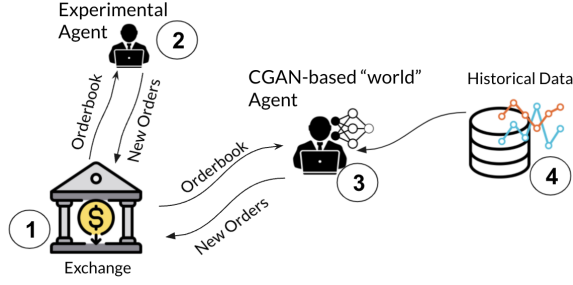 Experimental
Agent
2
Orderbook
New Orders
CGAN-based “world”
Agent
Historical Data
Orderbook
New Orders
3
4
1
$
Exchange